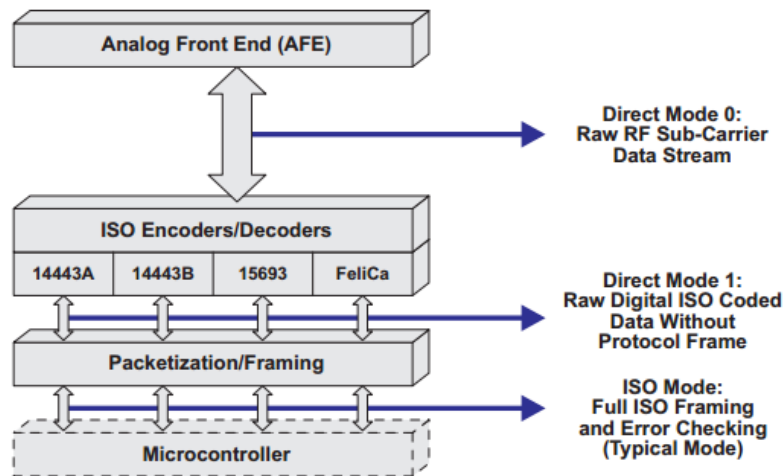 Analog Front End (AFE)
Direct Mode 0:
Raw RF Sub-Carrier
Data Stream
ISO Encoders/Decoders
14443A 14443B 15693 FeliCa
Direct Mode 1:
Raw Digital ISO Coded
Data Without
Protocol Frame
Packetization/Framing
ISO Mode:
Full ISO Framing
and Error Checking
(Typical Mode)
Microcontroller